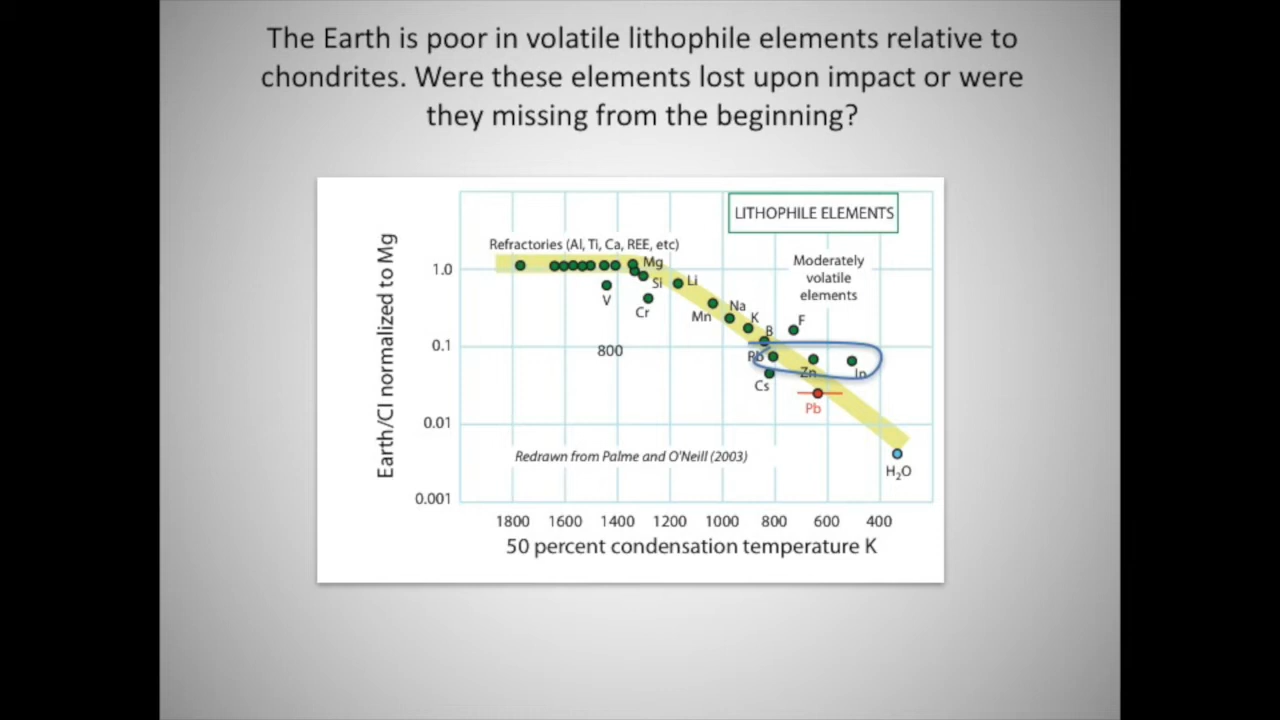 The Earth is poor in volatile lithophile elements relative to
chondrites. Were these elements lost upon impact or were
they missing from the beginning?
LITHOPHILE ELEMENTS
Refractories (Al, Ti, Ca, REE, etc)
Moderately
volatile
elements
Earth/CI normalized to Mg
1.0
0.1
0.01
0.001
Mg
Si
Li
V
Cr
Mn
Na
K
B
F
800
Rb
Zn
In
Cs
Pb
Redrawn from Palme and O'Neill (2003)
H₂O
1800 1600 1400 1200 1000 800 600 400
50 percent condensation temperature K